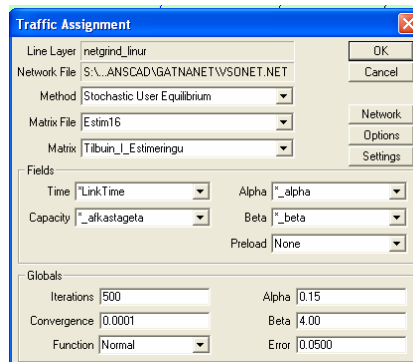 Traffic Assignment
Line Layer netgrind_linur OK
Network File S:\...ANSCAD\GATNANET\VSONET.NET Cancel
Method Stochastic User Equilibrium
Matrix File Estim16 Network
Matrix Tilbuin_I_Estimeringu Options
Settings
Fields
Time *LinkTime Alpha *_alpha
Capacity *_afkastageta Beta *_beta
Preload None
Globals
Iterations 500 Alpha 0.15
Convergence 0.0001 Beta 4.00
Function Normal Error 0.0500